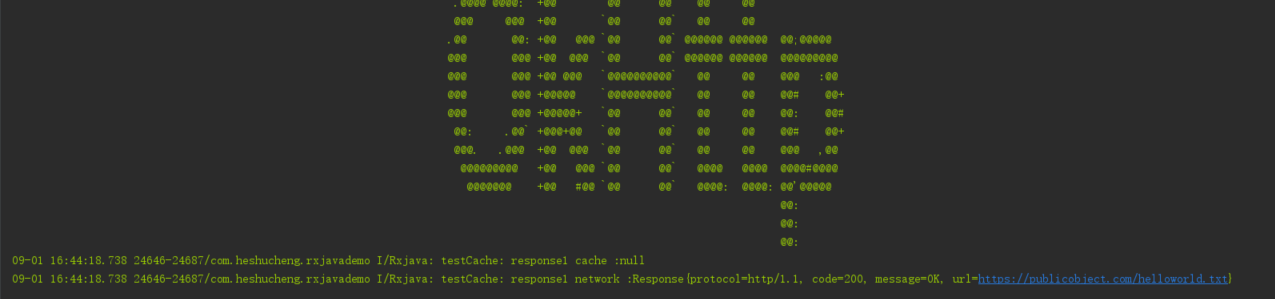 .@@@@ @@@@:  +@@        @@      @@   @@     @@
@@@     @@@  +@@       `@@      @@`  @@     @@
.@@       @@: +@@   @@@ `@@      @@` @@@@@@ @@@@@@  @@;@@@@@
@@@       @@@ +@@  @@@  `@@      @@` @@@@@@ @@@@@@  @@@@@@@@@
@@@       @@@ +@@ @@@   `@@@@@@@@@@`   @@     @@    @@@   :@@
@@@       @@@ +@@@@@    `@@@@@@@@@@`   @@     @@    @@#    @@+
@@@       @@@ +@@@@@+   `@@      @@`   @@     @@    @@:    @@#
@@:     .@@` +@@@+@@   `@@      @@`   @@     @@    @@#    @@+
@@@.   .@@@  +@@  @@@  `@@      @@`   @@     @@    @@@   ,@@
@@@@@@@@@   +@@   @@@ `@@      @@`   @@@@   @@@@  @@@@#@@@@
@@@@@@@    +@@   #@@ `@@      @@`   @@@@:  @@@@: @@'@@@@@
@@:
@@:
@@:
09-01 16:44:18.738 24646-24687/com.heshucheng.rxjavademo I/Rxjava: testCache: response1 cache :null
09-01 16:44:18.738 24646-24687/com.heshucheng.rxjavademo I/Rxjava: testCache: response1 network :Response{protocol=http/1.1, code=200, message=OK, url=https://publicobject.com/helloworld.txt}